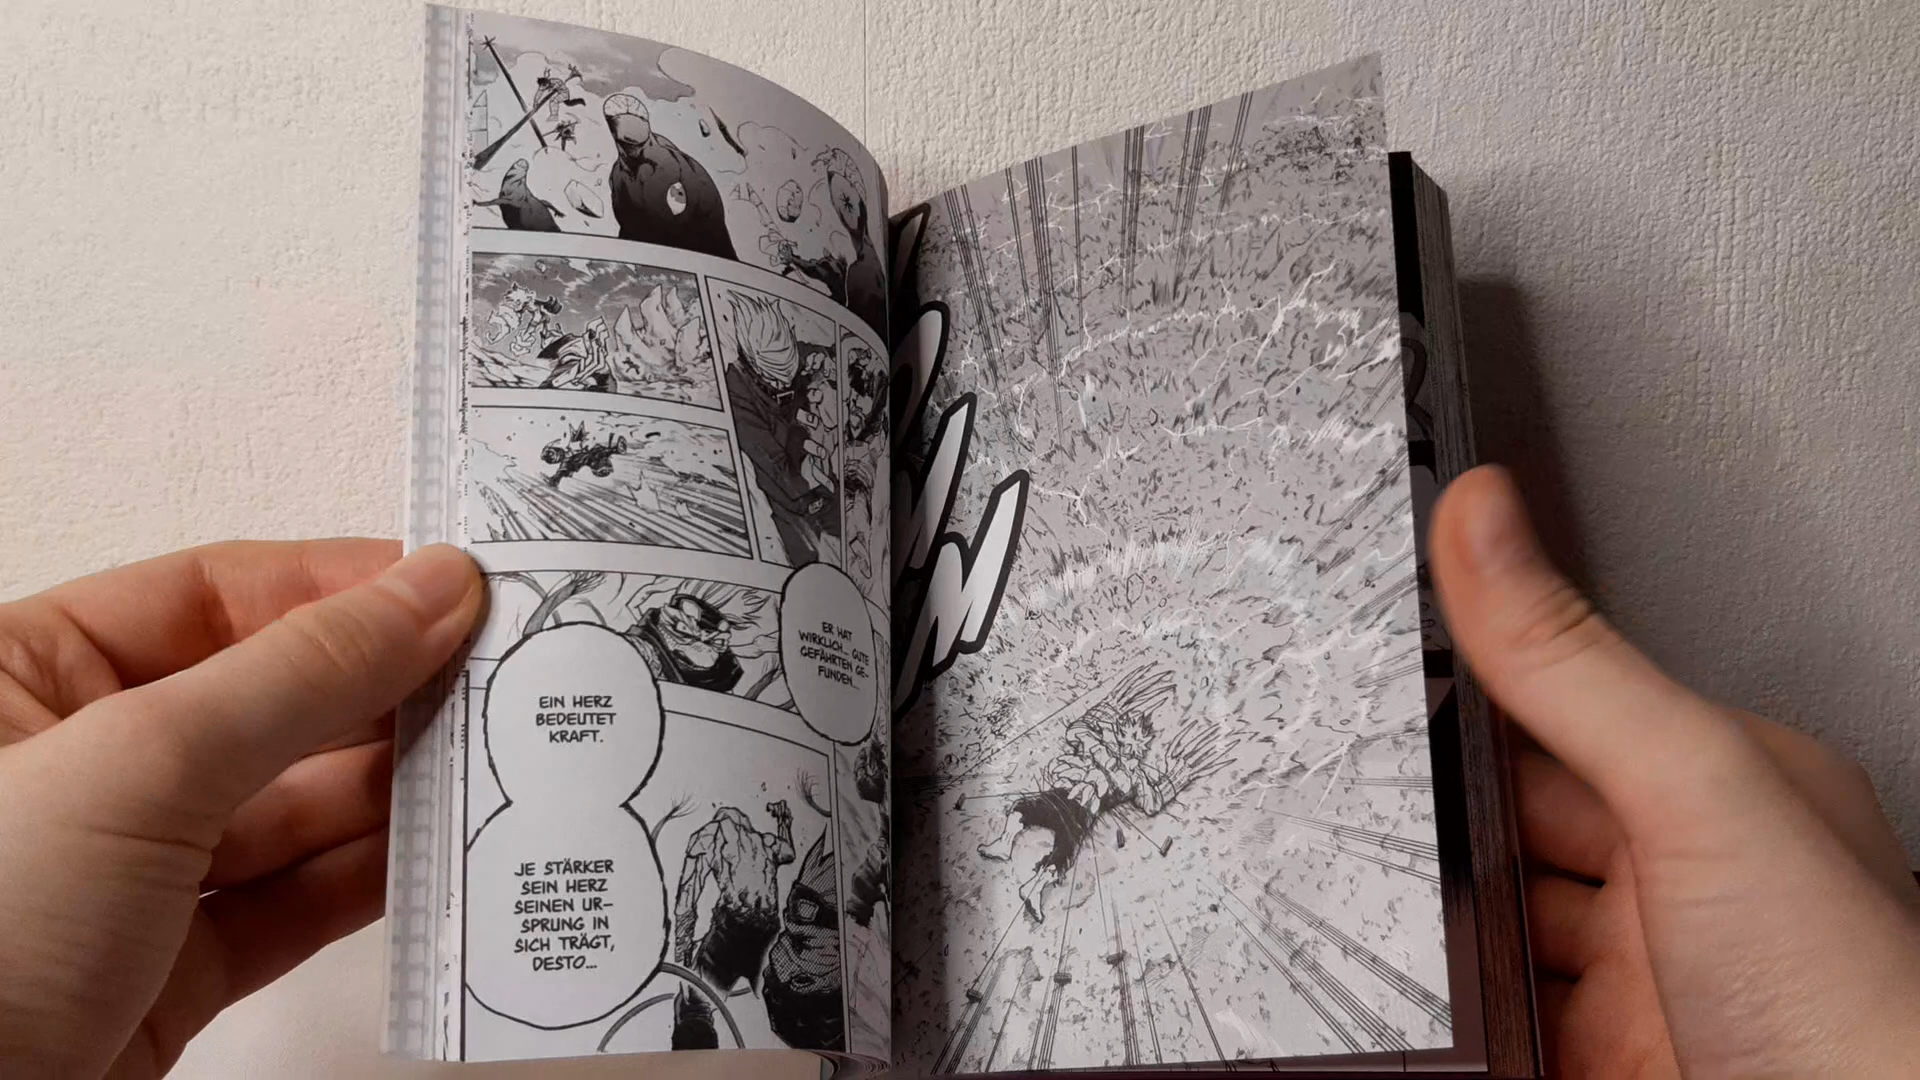 ER HAT
WIRKLICH... GUTE
GEFÄHRTEN GE-
FUNDEN...
EIN HERZ
BEDEUTET
KRAFT.
JE STÄRKER
SEIN HERZ
SEINEN UR-
SPRUNG IN
SICH TRÄGT,
DESTO...